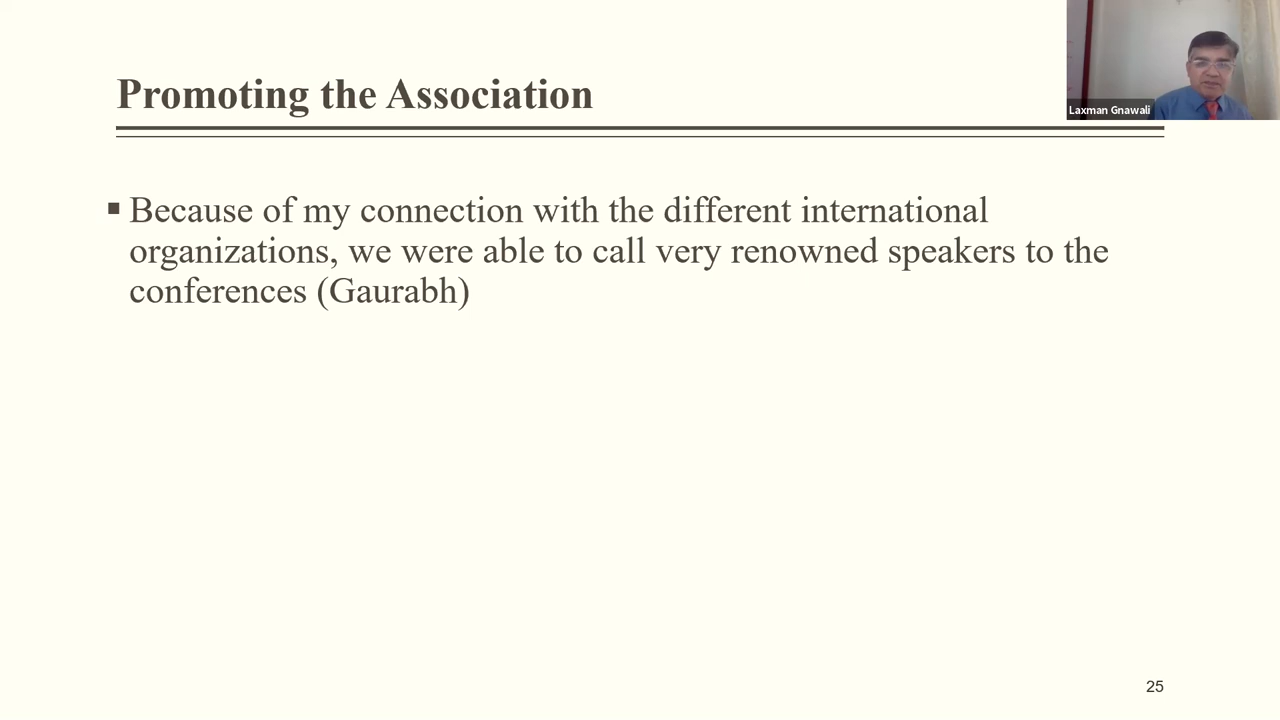 Promoting the Association
Laxman Gnawali
▪ Because of my connection with the different international
organizations, we were able to call very renowned speakers to the
conferences (Gaurabh)
25